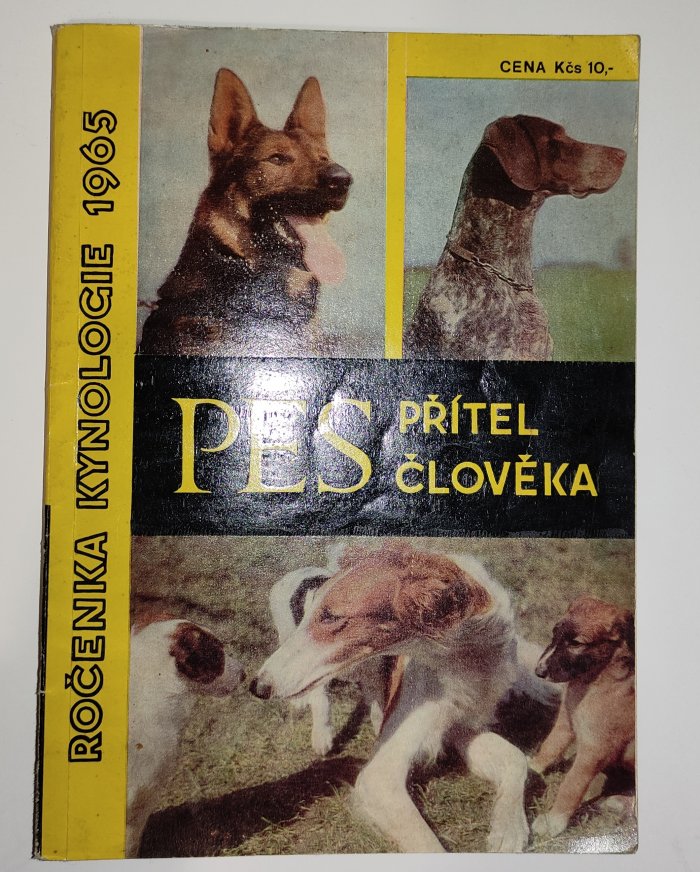 CENA Kčs 10,-
ROČENKA KYNOLOGIE 1965
PES
PŘÍTEL
ČLOVĚKA